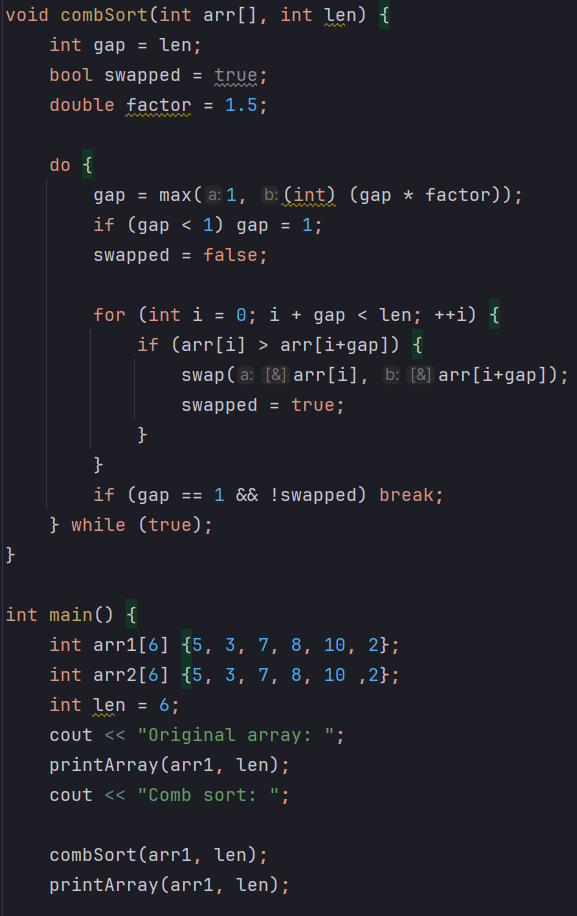 void combSort(int arr[], int len) {
    int gap = len;
    bool swapped = true;
    double factor = 1.5;

    do {
        gap = max(a: 1, b: (int) (gap * factor));
        if (gap < 1) gap = 1;
        swapped = false;

        for (int i = 0; i + gap < len; ++i) {
            if (arr[i] > arr[i+gap]) {
                swap(a: [&] arr[i], b: [&] arr[i+gap]);
                swapped = true;
            }
        }
        if (gap == 1 && !swapped) break;
    } while (true);
}

int main() {
    int arr1[6] {5, 3, 7, 8, 10, 2};
    int arr2[6] {5, 3, 7, 8, 10 ,2};
    int len = 6;
    cout << "Original array: ";
    printArray(arr1, len);
    cout << "Comb sort: ";

    combSort(arr1, len);
    printArray(arr1, len);